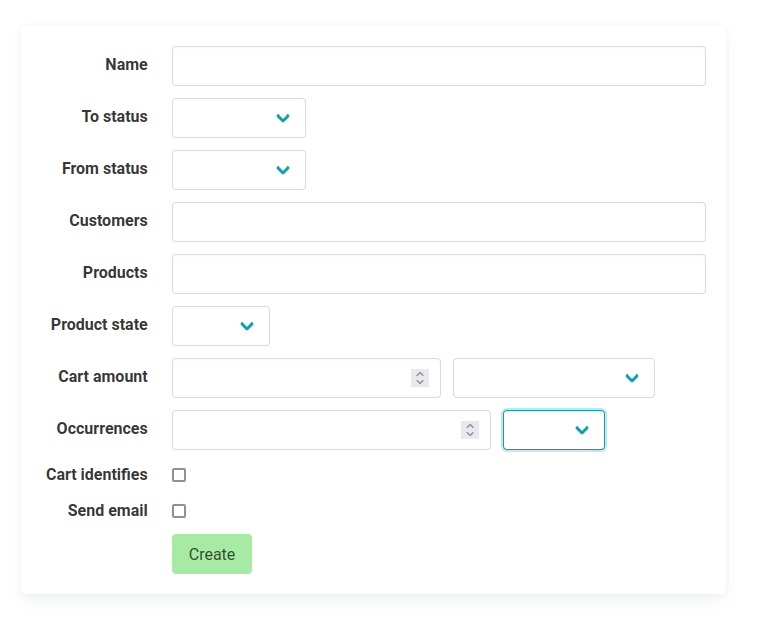 Name
To status
From status
Customers
Products
Product state
Cart amount
Occurrences
Cart identifies
Send email
Create